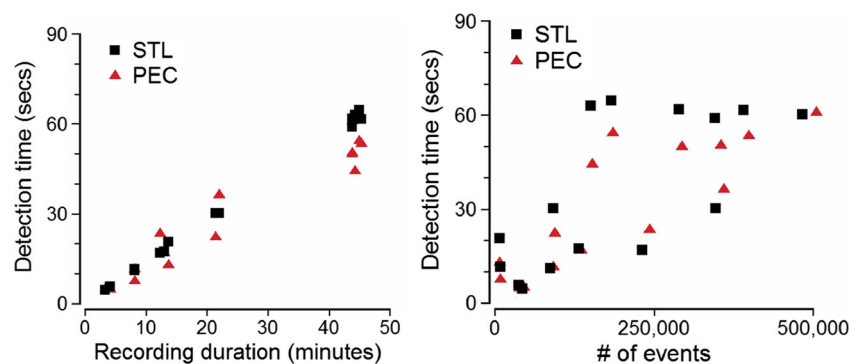 90
STL
PEC
60
30
0
Detection time (secs)
0 10 20 30 40 50
Recording duration (minutes)
90
STL
PEC
60
30
0
Detection time (secs)
0 250,000 500,000
# of events